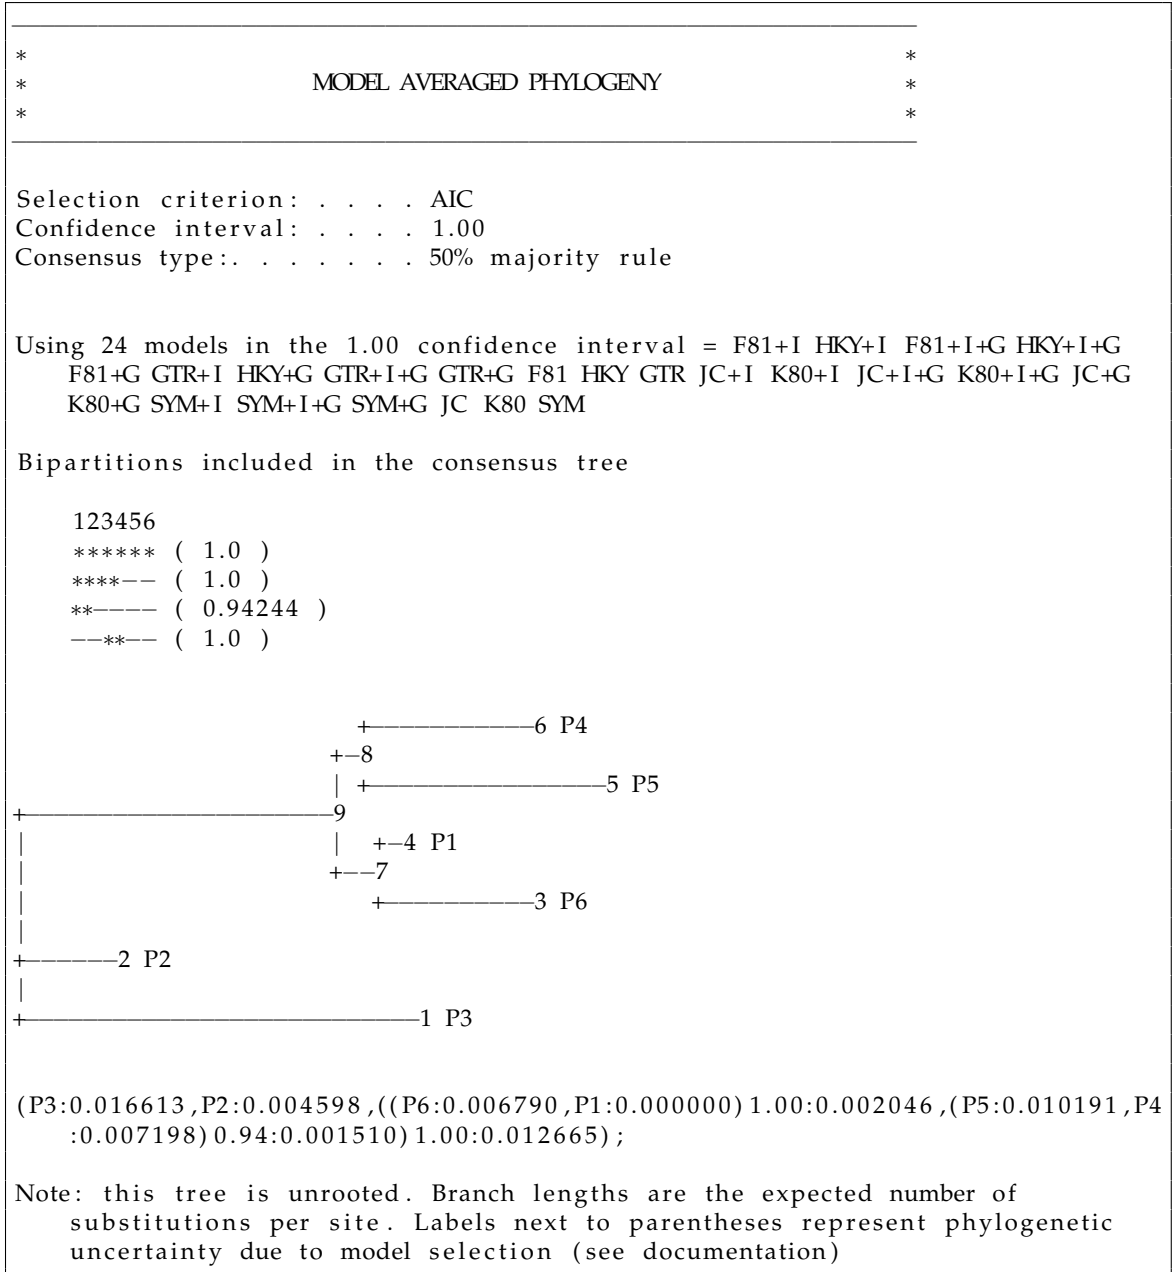 ————————————————————————————————
* *
* MODEL AVERAGED PHYLOGENY *
* *
————————————————————————————————
Selection criterion: . . . . AIC
Confidence interval: . . . . 1.00
Consensus type:. . . . . . . 50% majority rule
Using 24 models in the 1.00 confidence interval = F81+I HKY+I F81+I+G HKY+I+G
F81+G GTR+I HKY+G GTR+I+G GTR+G F81 HKY GTR JC+I K80+I JC+I+G K80+I+G JC+G
K80+G SYM+I SYM+I+G SYM+G JC K80 SYM
Bipartitions included in the consensus tree
123456
****** ( 1.0 )
****−− ( 1.0 )
**−−−− ( 0.94244 )
−−**−− ( 1.0 )
+−−−−−−−−−−−6 P4
+−8
| +−−−−−−−−−−−−−−−−5 P5
+−−−−−−−−−−−−−−−−−−−−−9
| | +−4 P1
| +−−7
| +−−−−−−−−−−3 P6
|
+−−−−−−2 P2
|
+−−−−−−−−−−−−−−−−−−−−−−−−−−−1 P3
(P3:0.016613,P2:0.004598,((P6:0.006790,P1:0.000000)1.00:0.002046,(P5:0.010191,P4
:0.007198)0.94:0.001510)1.00:0.012665);
Note: this tree is unrooted. Branch lengths are the expected number of
substitutions per site. Labels next to parentheses represent phylogenetic
uncertainty due to model selection (see documentation)